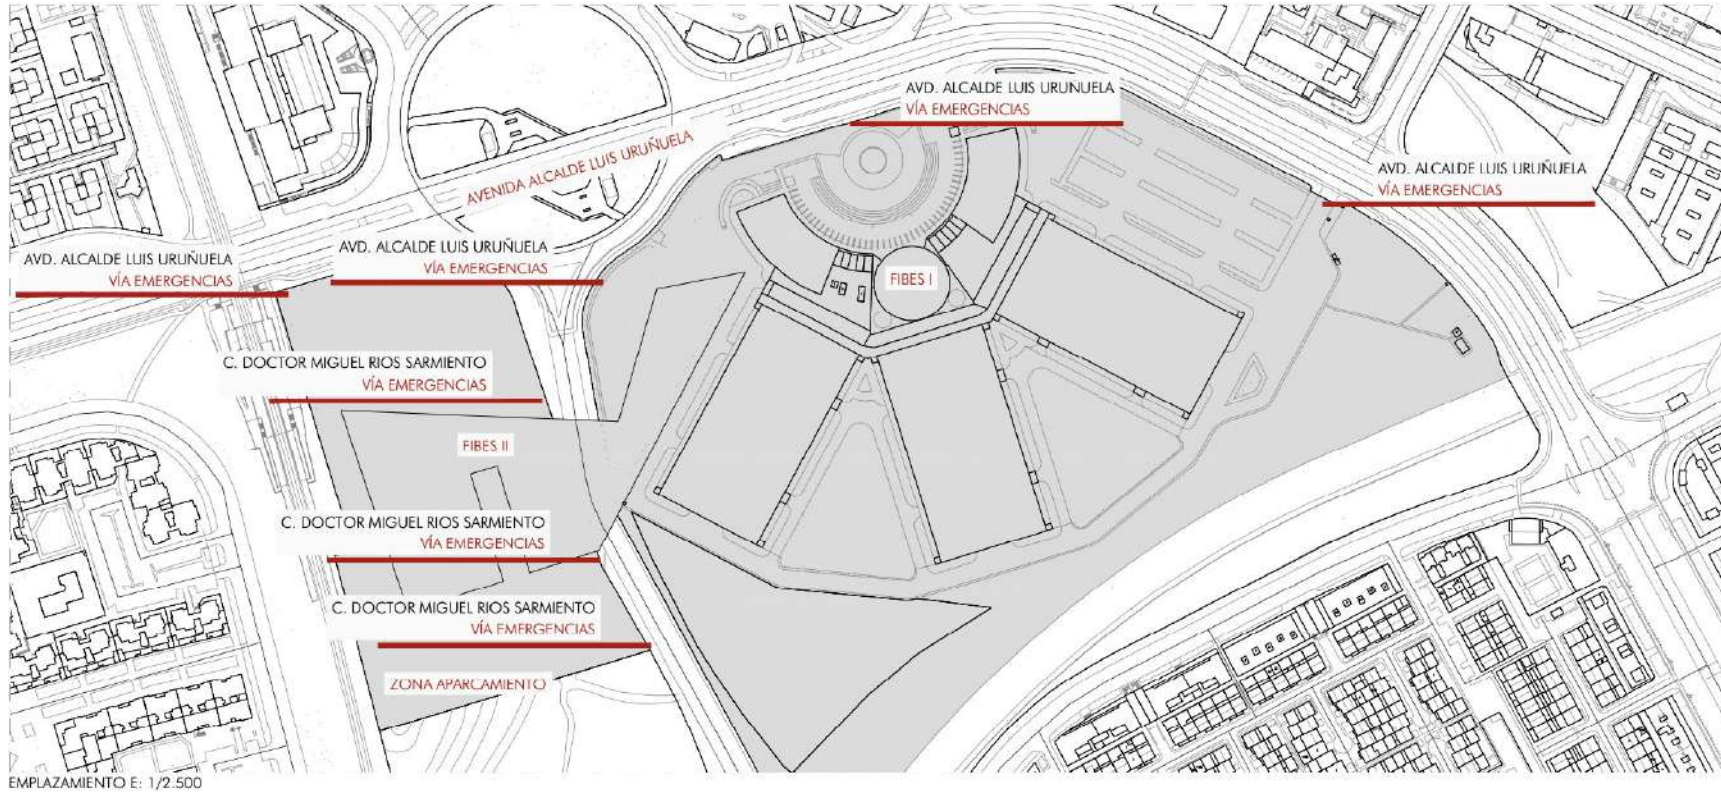 AVD. ALCALDE LUIS URUÑUELA
VÍA EMERGENCIAS
AVENIDA ALCALDE LUIS URUÑUELA
AVD. ALCALDE LUIS URUÑUELA
VÍA EMERGENCIAS
AVD. ALCALDE LUIS URUÑUELA
VÍA EMERGENCIAS
AVD. ALCALDE LUIS URUÑUELA
VÍA EMERGENCIAS
FIBES I
C. DOCTOR MIGUEL RIOS SARMIENTO
VÍA EMERGENCIAS
FIBES II
C. DOCTOR MIGUEL RIOS SARMIENTO
VÍA EMERGENCIAS
C. DOCTOR MIGUEL RIOS SARMIENTO
VÍA EMERGENCIAS
ZONA APARCAMIENTO
EMPLAZAMIENTO E: 1/2.500